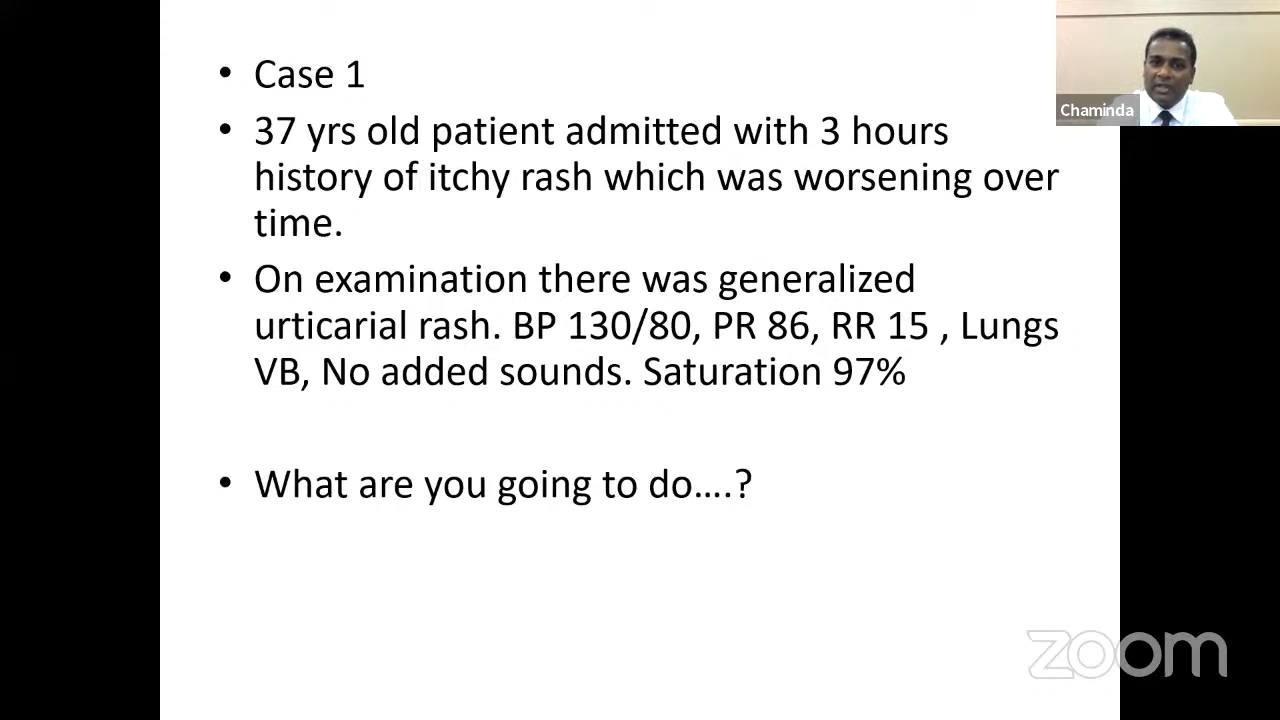 • Case 1
• 37 yrs old patient admitted with 3 hours
history of itchy rash which was worsening over
time.
• On examination there was generalized
urticarial rash. BP 130/80, PR 86, RR 15 , Lungs
VB, No added sounds. Saturation 97%
• What are you going to do….?
Chaminda
zoom